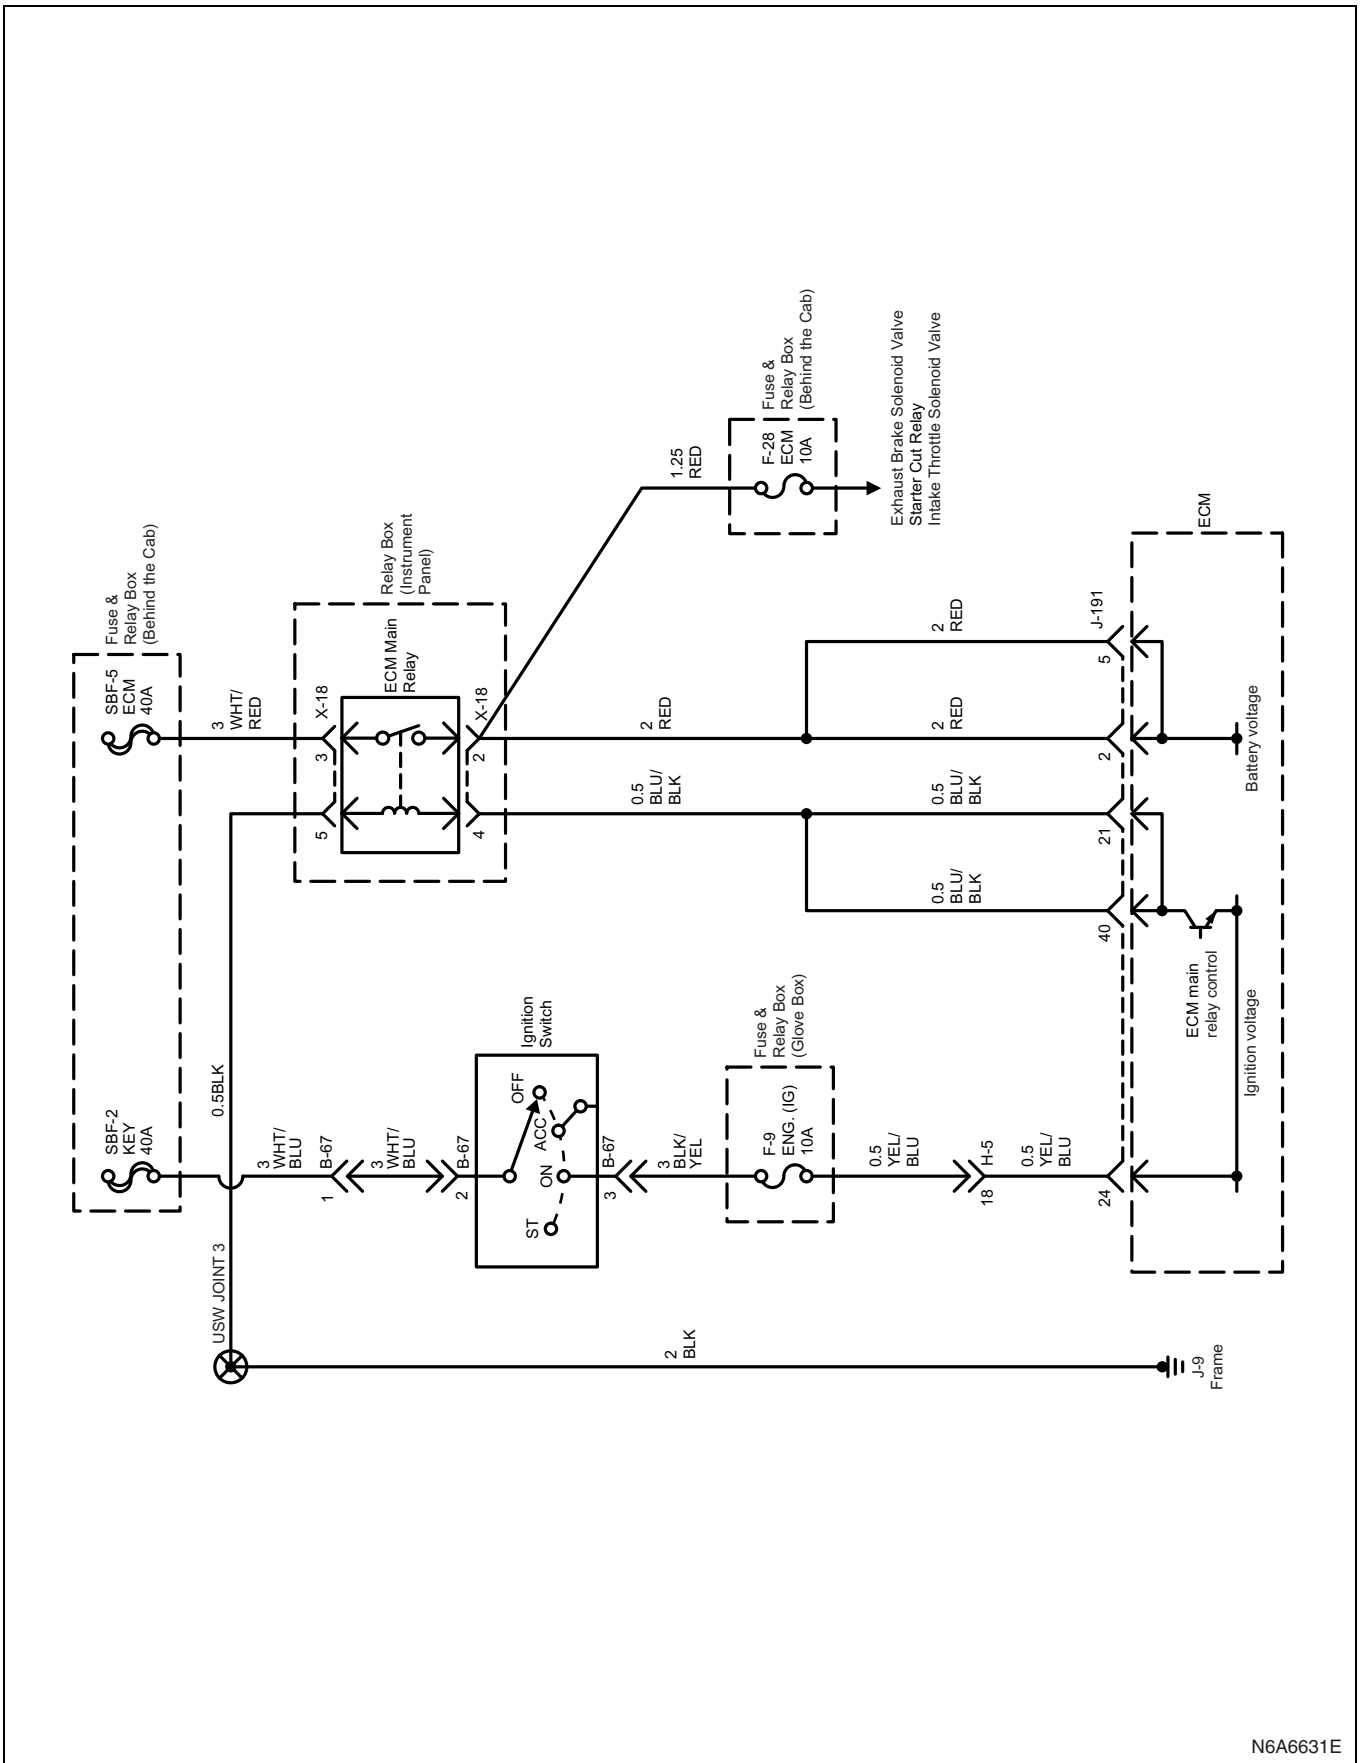 Fuse &
Relay Box
(Behind the Cab)
SBF-5
ECM
40A
SBF-2
KEY
40A
3
WHT/
RED
0.5BLK
3
WHT/
BLU
B-67
1
3
WHT/
BLU
B-67
2
USW JOINT 3
Relay Box
(Instrument
Panel)
X-18
3
5
ECM Main
Relay
X-18
2
4
1.25
RED
Fuse &
Relay Box
(Behind the Cab)
F-28
ECM
10A
Exhaust Brake Solenoid Valve
Starter Cut Relay
Intake Throttle Solenoid Valve
Ignition
Switch
OFF
ACC
ON
ST
B-67
3
3
BLK/
YEL
2
RED
0.5
BLU/
BLK
2
RED
2
RED
0.5
BLU/
BLK
0.5
BLU/
BLK
Fuse &
Relay Box
(Glove Box)
F-9
ENG. (IG)
10A
0.5
YEL/
BLU
H-5
18
0.5
YEL/
BLU
2
BLK
J-191
5
2
21
40
24
ECM
Battery voltage
ECM main
relay control
Ignition voltage
J-9
Frame
N6A6631E